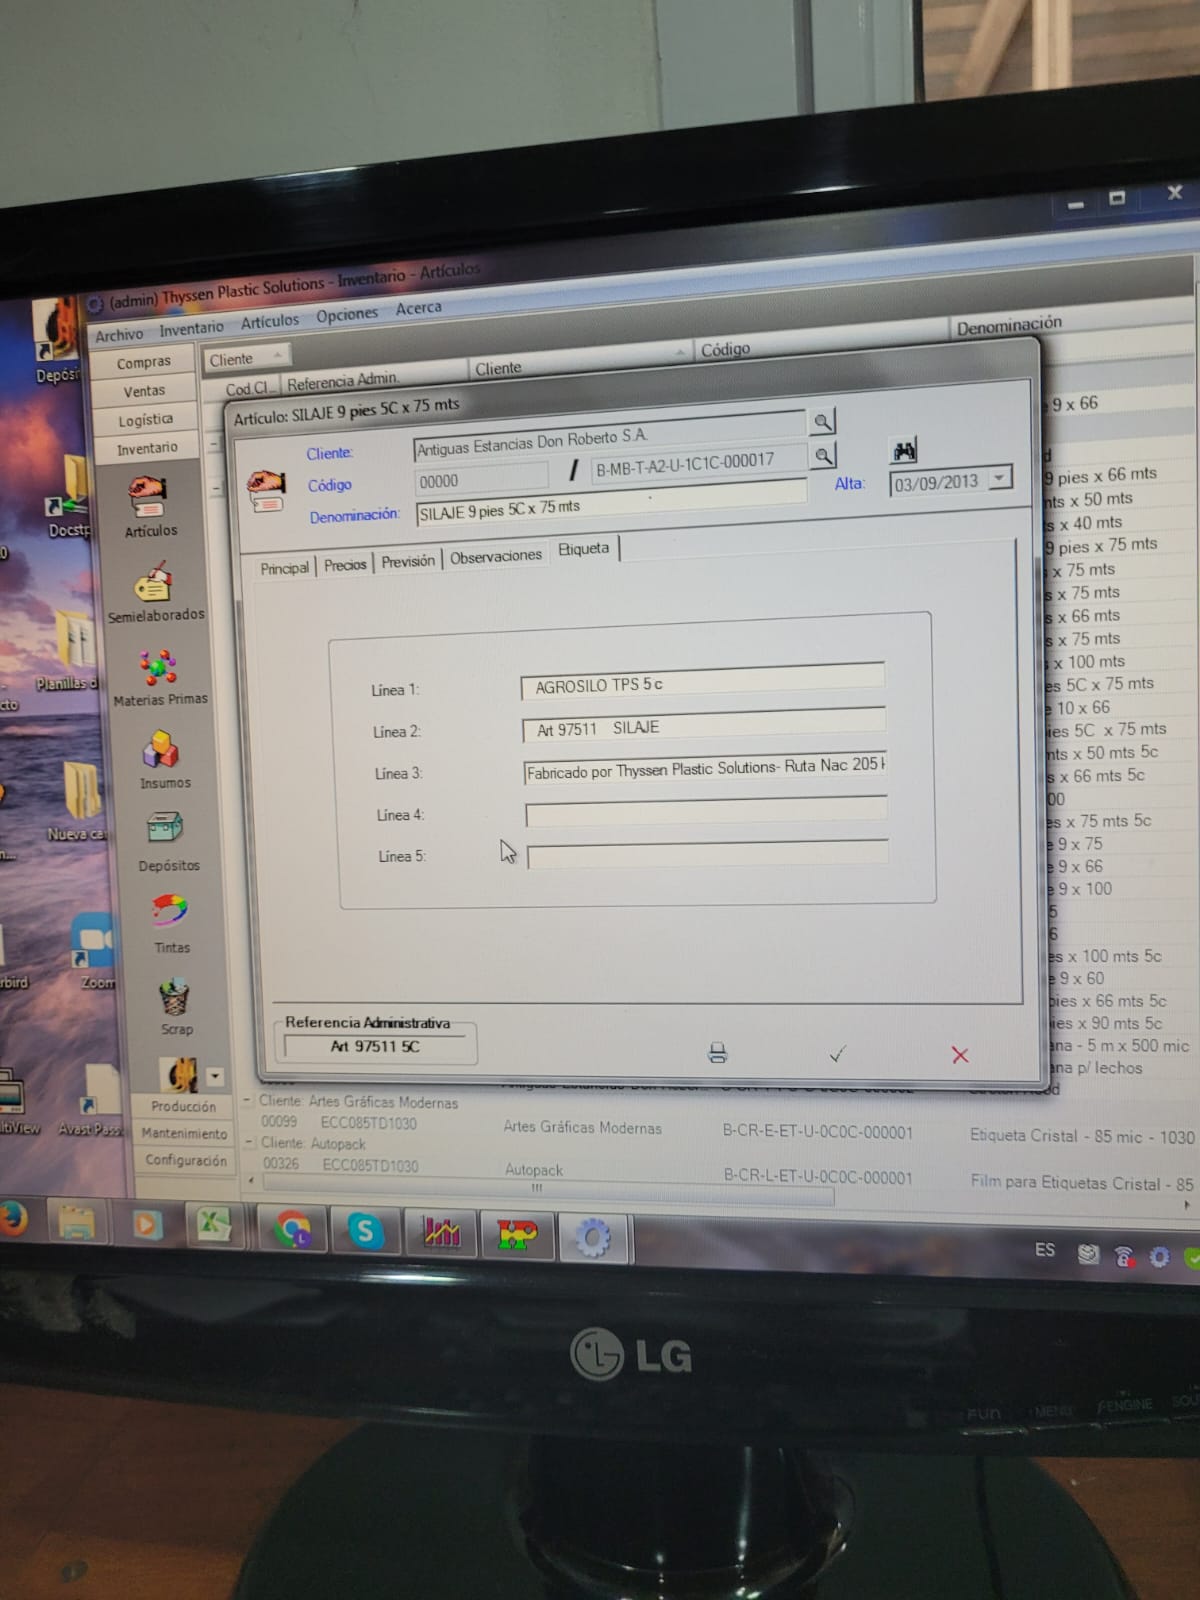 (admin) Thyssen Plastic Solutions - Inventario - Artículos
Archivo Inventario Artículos Opciones Acerca
Compras
Ventas
Logística
Inventario
Artículos
Semielaborados
Materias Primas
Insumos
Depósitos
Tintas
Scrap
Producción
Mantenimiento
Configuración
Cliente
Cod.Cl... Referencia Admin. Cliente Código Denominación
Artículo: SILAJE 9 pies 5C x 75 mts
Cliente: Antiguas Estancias Don Roberto S.A.
Código 00000 / B-MB-T-A2-U-1C1C-000017
Alta: 03/09/2013
Denominación: SILAJE 9 pies 5C x 75 mts
Principal Precios Previsión Observaciones Etiqueta
Línea 1: AGROSILO TPS 5c
Línea 2: Art 97511 SILAJE
Línea 3: Fabricado por Thyssen Plastic Solutions- Ruta Nac 205
Línea 4:
Línea 5:
Referencia Administrativa
Art 97511 5C
9 x 66
9 pies x 66 mts
mts x 50 mts
s x 40 mts
9 pies x 75 mts
x 75 mts
s x 75 mts
s x 66 mts
s x 75 mts
x 100 mts
es 5C x 75 mts
e 10 x 66
ies 5C x 75 mts
nts x 50 mts 5c
s x 66 mts 5c
00
es x 75 mts 5c
e 9 x 75
e 9 x 66
e 9 x 100
5
6
es x 100 mts 5c
e 9 x 60
pies x 66 mts 5c
ies x 90 mts 5c
ana - 5 m x 500 mic
ana p/ lechos
Cliente: Artes Gráficas Modernas
00099 ECC085TD1030 Artes Gráficas Modernas B-CR-E-ET-U-0C0C-000001 Etiqueta Cristal - 85 mic - 1030
Cliente: Autopack
00326 ECC085TD1030 Autopack B-CR-L-ET-U-0C0C-000001 Film para Etiquetas Cristal - 85
Depósi
Docstp
Planillas d
cto
Nueva ca
rbird
Zoom
ltiView
Avast Pass
ES
LG
FUN
MENU
F-ENGINE
SOU